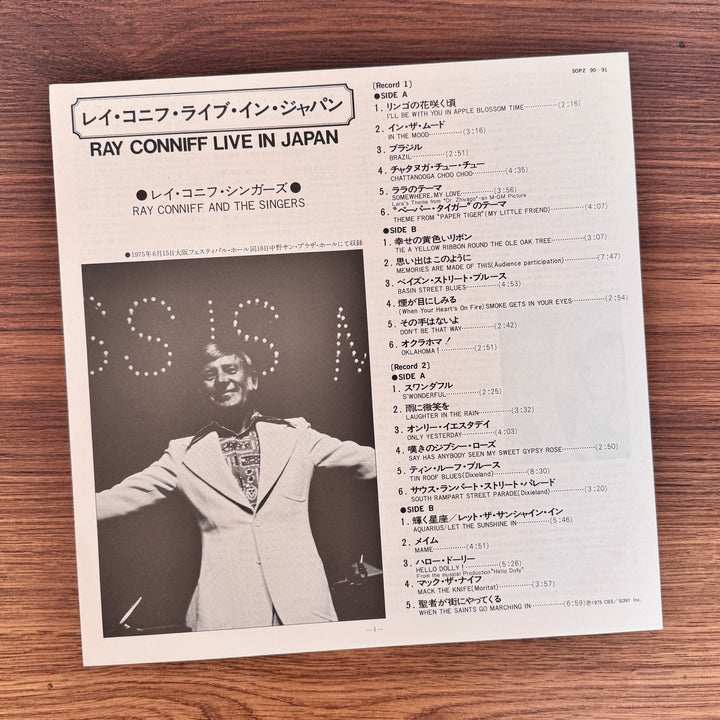 レイ・コニフ・ライブ・イン・ジャパン
RAY CONNIFF LIVE IN JAPAN
●レイ・コニフ・シンガーズ●
RAY CONNIFF AND THE SINGERS
●1975年6月15日大阪フェスティバル・ホール 同18日中野サン・プラザ・ホールにて収録
SSIS M
—1—
SOPZ 90-91
〔Record 1〕
●SIDE A
1. リンゴの花咲く頃
I'LL BE WITH YOU IN APPLE BLOSSOM TIME…………(2:16)
2. イン・ザ・ムード
IN THE MOOD…………(3:16)
3. ブラジル
BRAZIL…………(2:51)
4. チャタヌガ・チュー・チュー
CHATTANOOGA CHOO CHOO…………(4:35)
5. ララのテーマ
SOMEWHERE, MY LOVE…………(3:56)
Lara's Theme from "Dr. Zhivago"-an M-GM Picture
6. "ペーパー・タイガー"のテーマ
THEME FROM "PAPER TIGER" (MY LITTLE FRIEND)…………(4:07)
●SIDE B
1. 幸せの黄色いリボン
TIE A YELLOW RIBBON ROUND THE OLE OAK TREE…………(3:07)
2. 思い出はこのように
MEMORIES ARE MADE OF THIS(Audience participation)…………(7:47)
3. ベイズン・ストリート・ブルース
BASIN STREET BLUES…………(4:53)
4. 煙が目にしみる
(When Your Heart's On Fire) SMOKE GETS IN YOUR EYES…………(2:54)
5. その手はないよ
DON'T BE THAT WAY…………(2:42)
6. オクラホマ！
OKLAHOMA！…………(2:51)
〔Record 2〕
●SIDE A
1. スワンダフル
S'WONDERFUL…………(2:25)
2. 雨に微笑を
LAUGHTER IN THE RAIN…………(3:32)
3. オンリー・イエスタデイ
ONLY YESTERDAY…………(4:03)
4. 嘆きのジプシー・ローズ
SAY HAS ANYBODY SEEN MY SWEET GYPSY ROSE…………(2:50)
5. ティン・ルーフ・ブルース
TIN ROOF BLUES(Dixieland)…………(8:30)
6. サウス・ランパート・ストリート・パレード
SOUTH RAMPART STREET PARADE(Dixieland)…………(3:20)
●SIDE B
1. 輝く星座／レット・ザ・サンシャイン・イン
AQUARIUS/LET THE SUNSHINE IN…………(5:46)
2. メイム
MAME…………(4:51)
3. ハロー・ドーリー
HELLO DOLLY！…………(5:26)
From the musical Production"Hello Dolly"
4. マック・ザ・ナイフ
MACK THE KNIFE(Moritat)…………(3:57)
5. 聖者が街にやってくる
WHEN THE SAINTS GO MARCHING IN…………(6:59)
Ⓟ1975 CBS／SONY Inc.